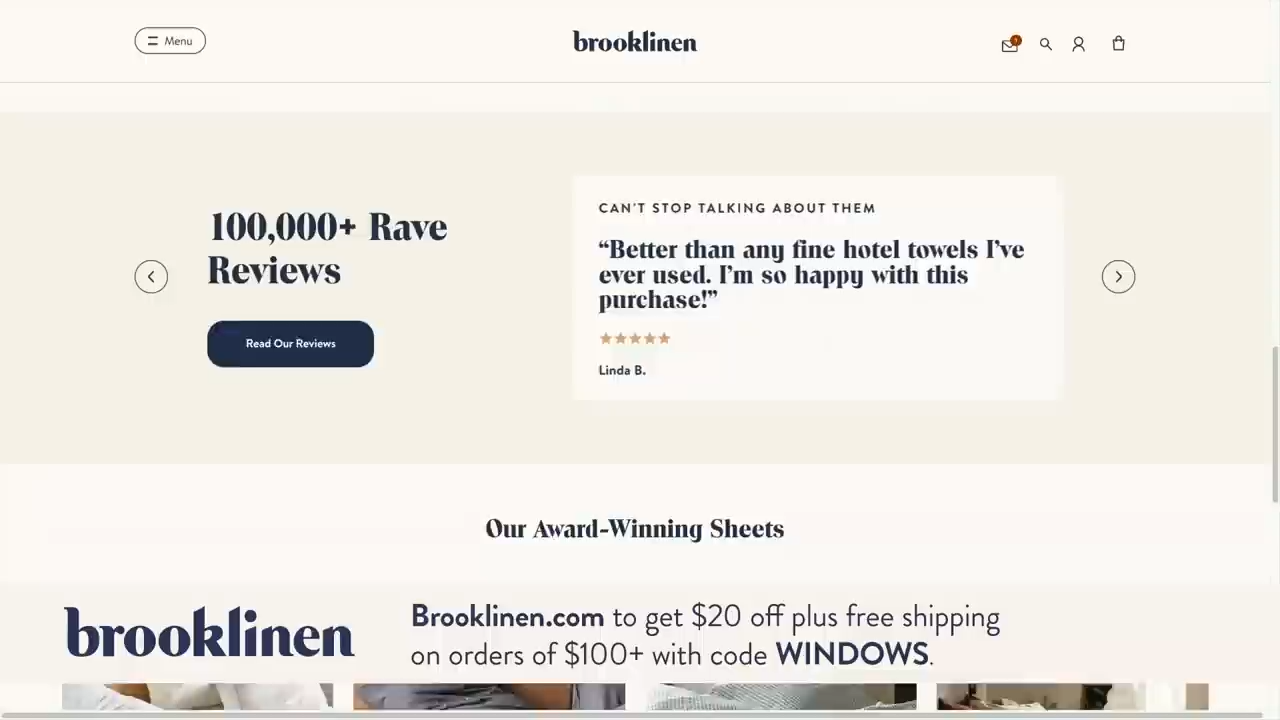 Menu
brooklinen
100,000+ Rave
Reviews
Read Our Reviews
CAN'T STOP TALKING ABOUT THEM
“Better than any fine hotel towels I’ve
ever used. I’m so happy with this
purchase!”
Linda B.
Our Award-Winning Sheets
brooklinen
Brooklinen.com to get $20 off plus free shipping
on orders of $100+ with code WINDOWS.